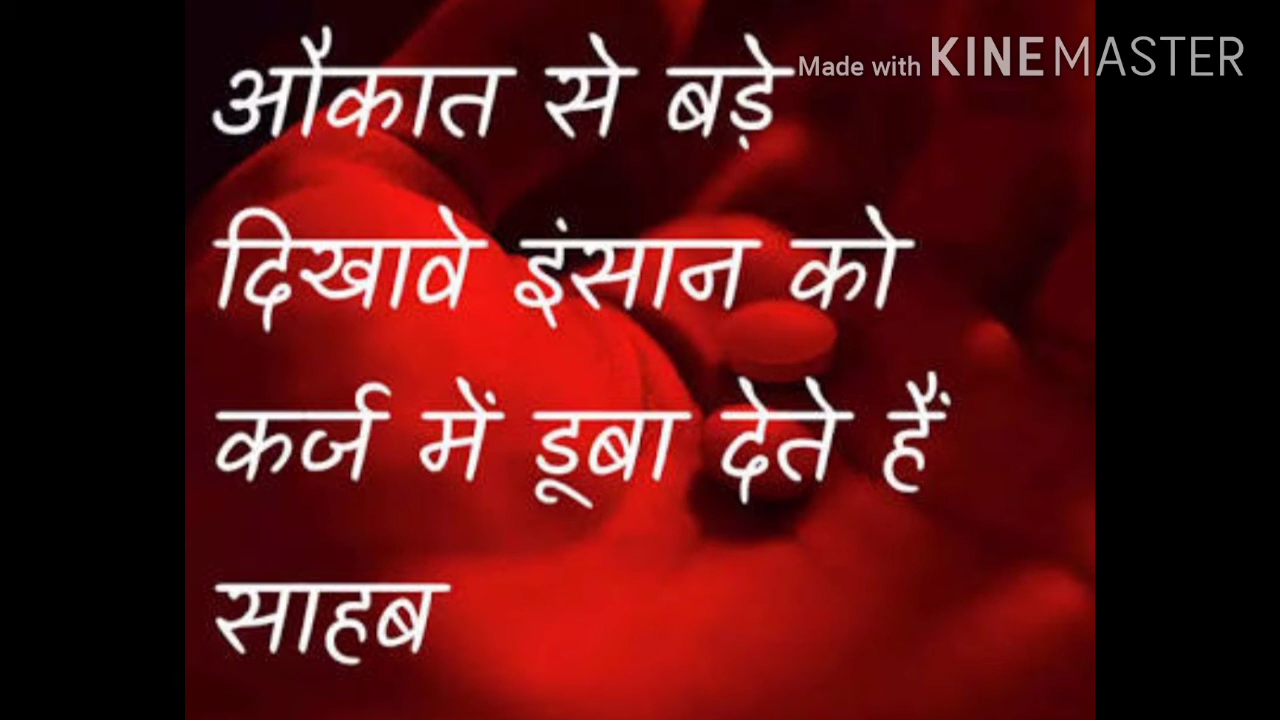 औकात से बड़े
Made with KINEMASTER
दिखावे इंसान को
कर्ज में डूबा देते हैं
साहब